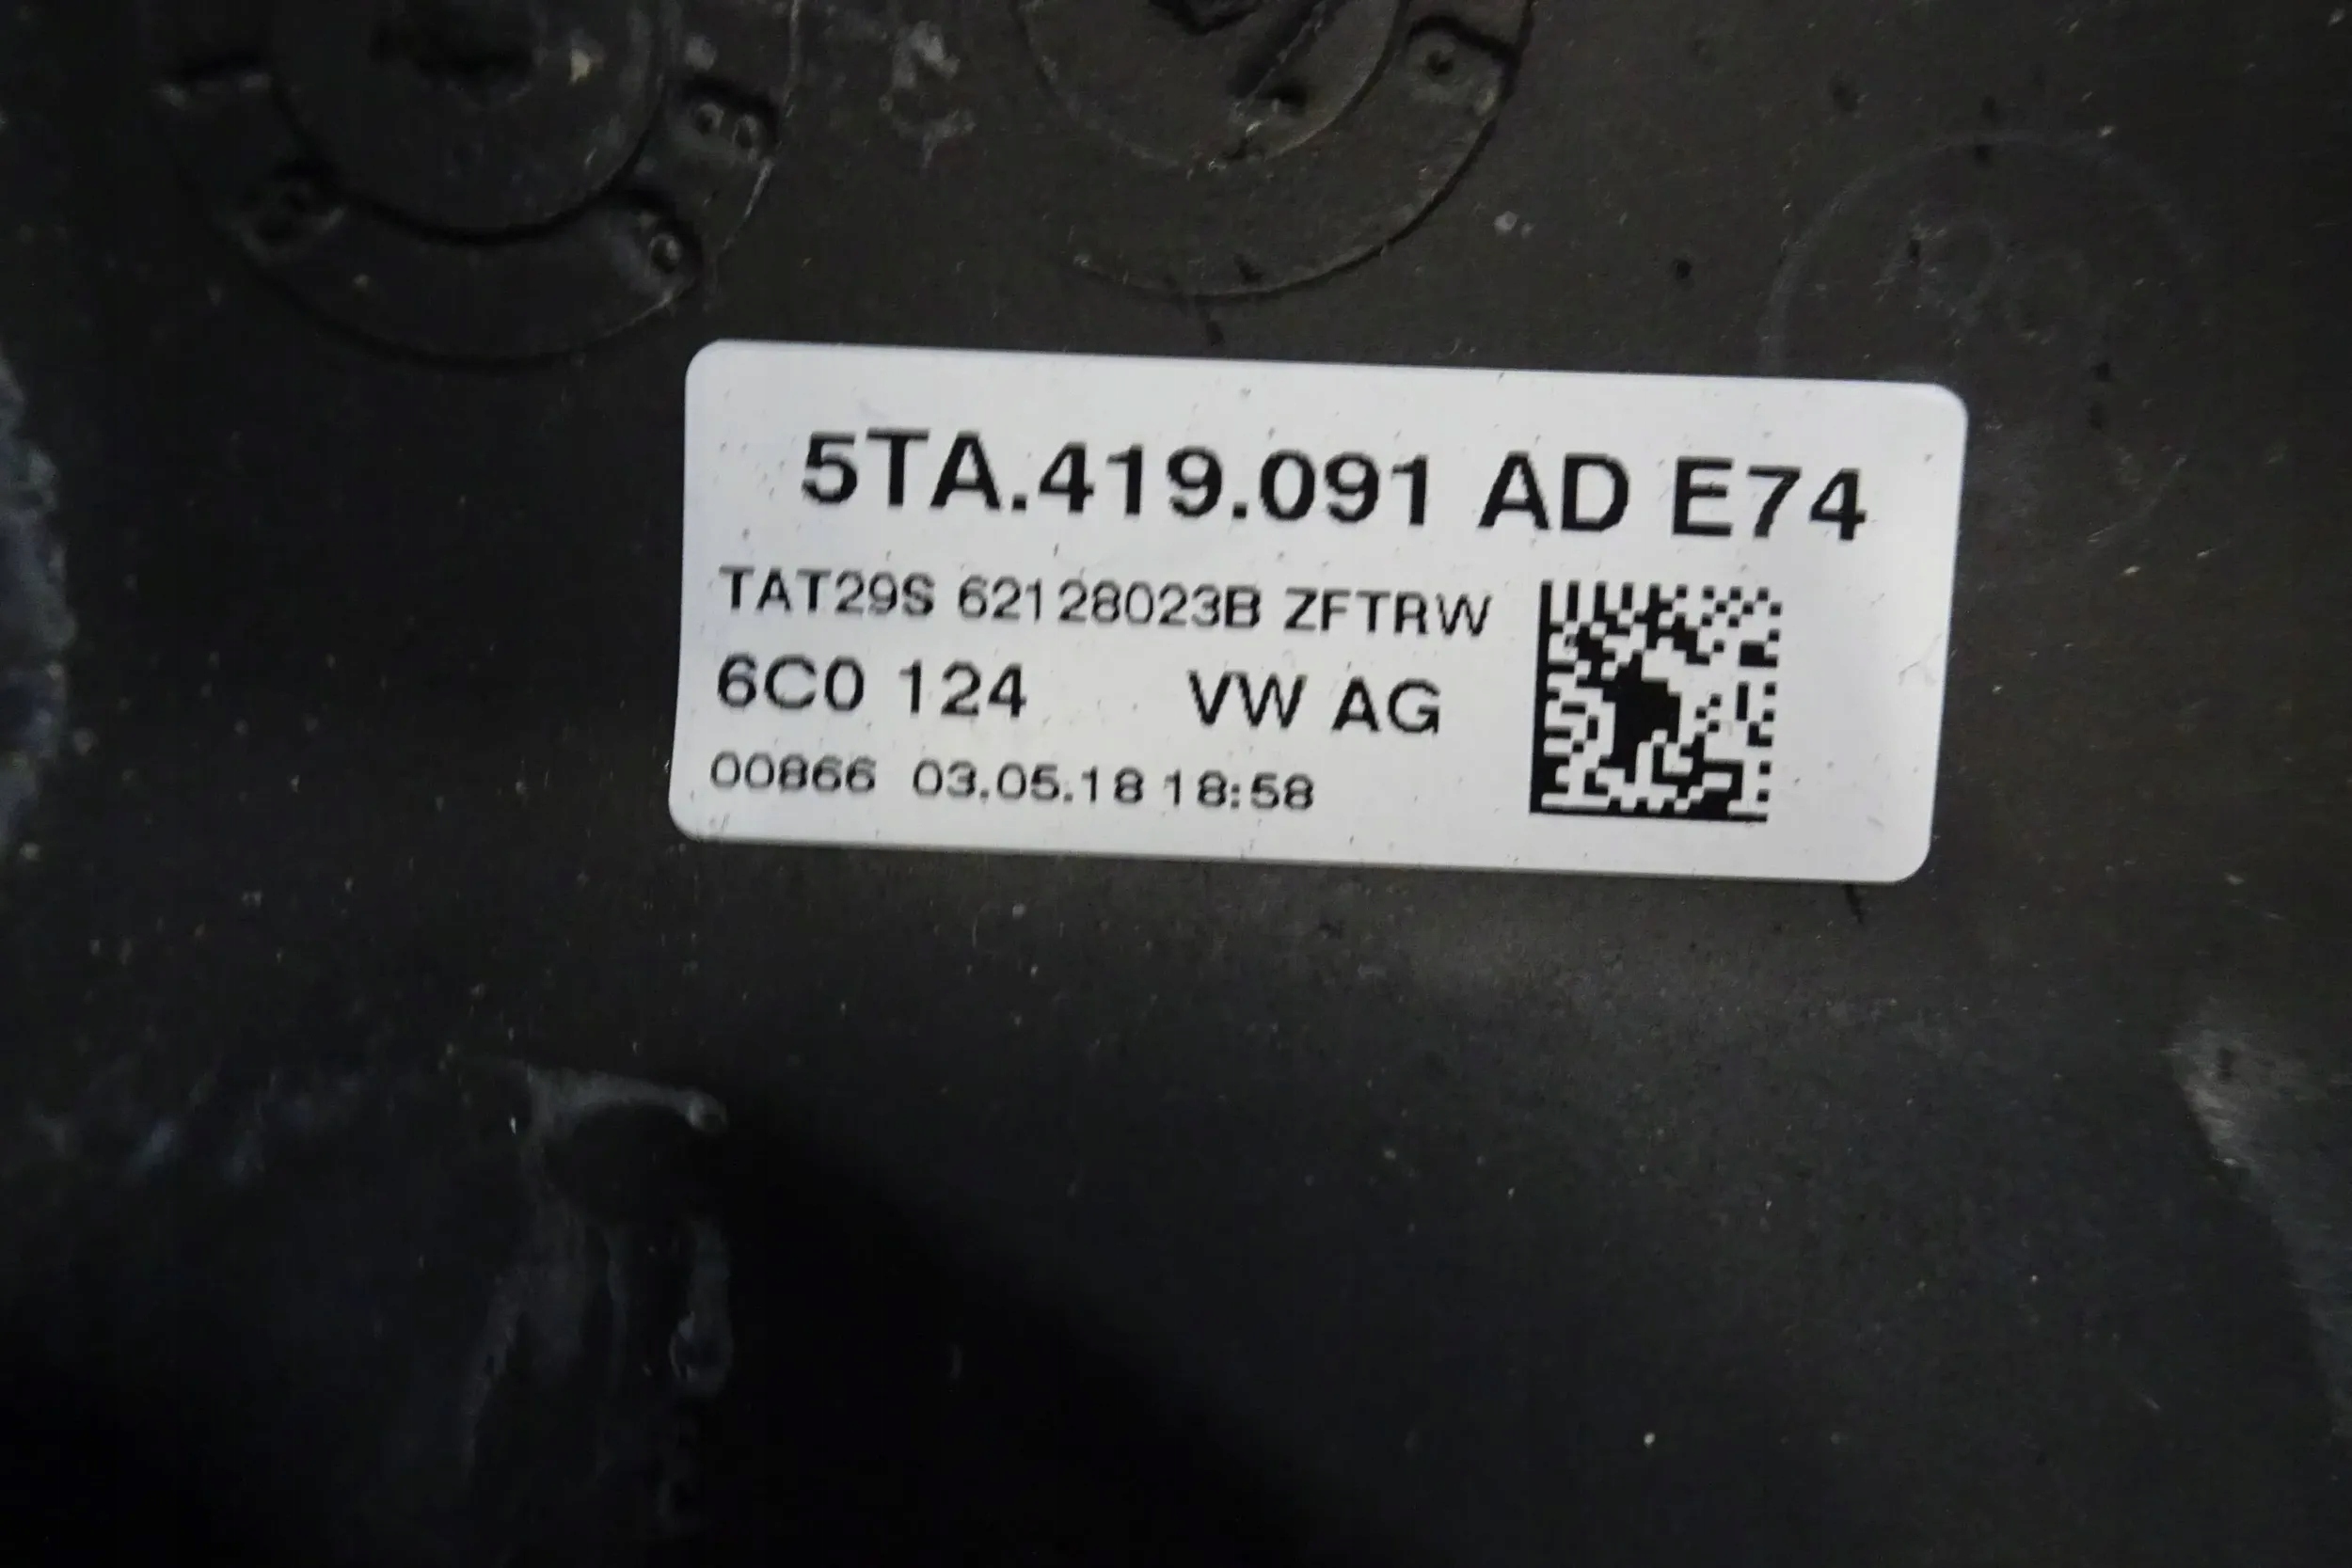 5TA.419.091 AD E74
TAT29S 62128023B ZFTRW
6C0 124 VW AG
00866 03.05.18 18:58